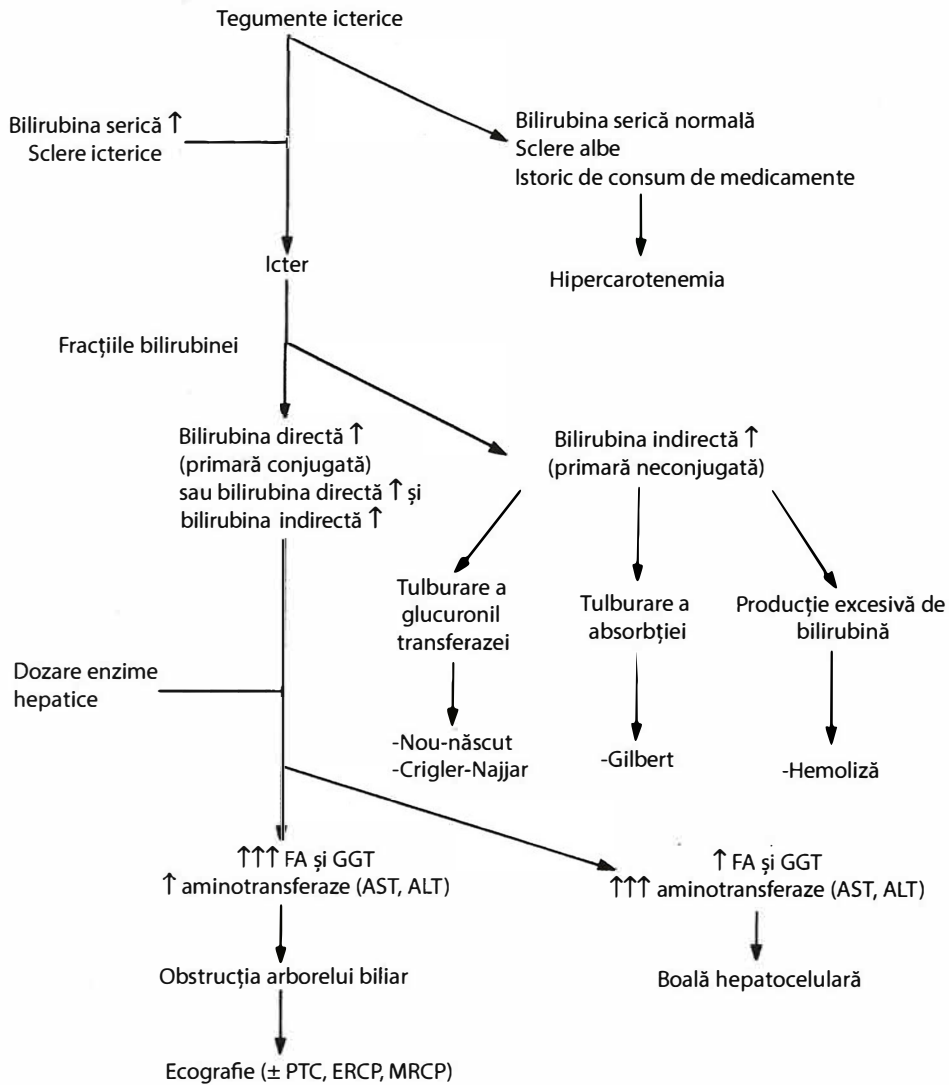 Tegumente icterice
Bilirubina serică ↑
Sclere icterice
Bilirubina serică normală
Sclere albe
Istoric de consum de medicamente
Icter
Hipercarotenemia
Fracțiile bilirubinei
Bilirubina directă ↑
(primară conjugată)
sau bilirubina directă ↑ și
bilirubina indirectă ↑
Bilirubina indirectă ↑
(primară neconjugată)
Tulburare a
glucuronil
transferazei
Tulburare a
absorbției
Producție excesivă de
bilirubină
Dozare enzime
hepatice
-Nou-născut
-Crigler-Najjar
-Gilbert
-Hemoliză
↑↑↑ FA și GGT
↑ aminotransferaze (AST, ALT)
↑ FA și GGT
↑↑↑ aminotransferaze (AST, ALT)
Obstrucția arborelui biliar
Boală hepatocelulară
Ecografie (± PTC, ERCP, MRCP)